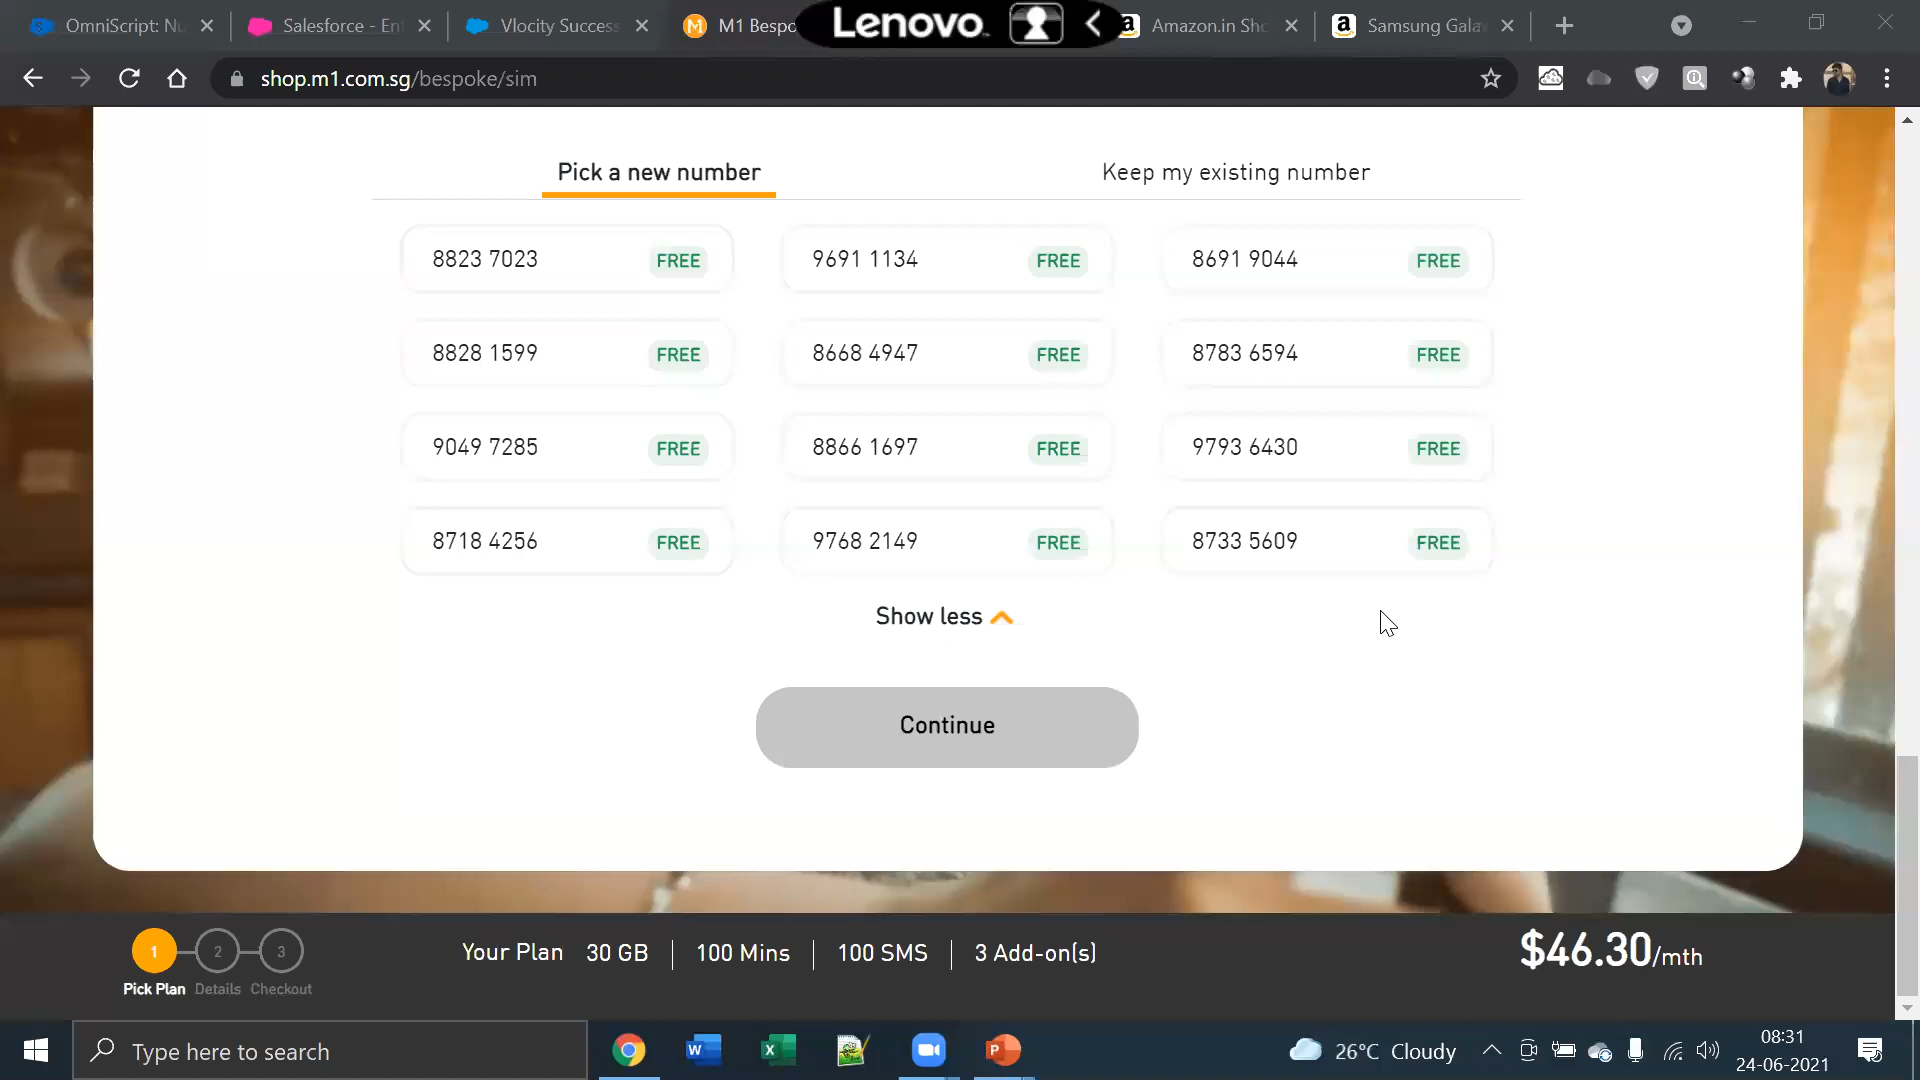 OmniScript: Nu
Salesforce - Ent
Vlocity Success
M1 Bespo
Lenovo
Amazon.in Sho
Samsung Gala
shop.m1.com.sg/bespoke/sim
Pick a new number
Keep my existing number
8823 7023 FREE
9691 1134 FREE
8691 9044 FREE
8828 1599 FREE
8668 4947 FREE
8783 6594 FREE
9049 7285 FREE
8866 1697 FREE
9793 6430 FREE
8718 4256 FREE
9768 2149 FREE
8733 5609 FREE
Show less
Continue
1 2 3
Pick Plan Details Checkout
Your Plan 30 GB | 100 Mins | 100 SMS | 3 Add-on(s)
$46.30/mth
Type here to search
26°C Cloudy
08:31
24-06-2021